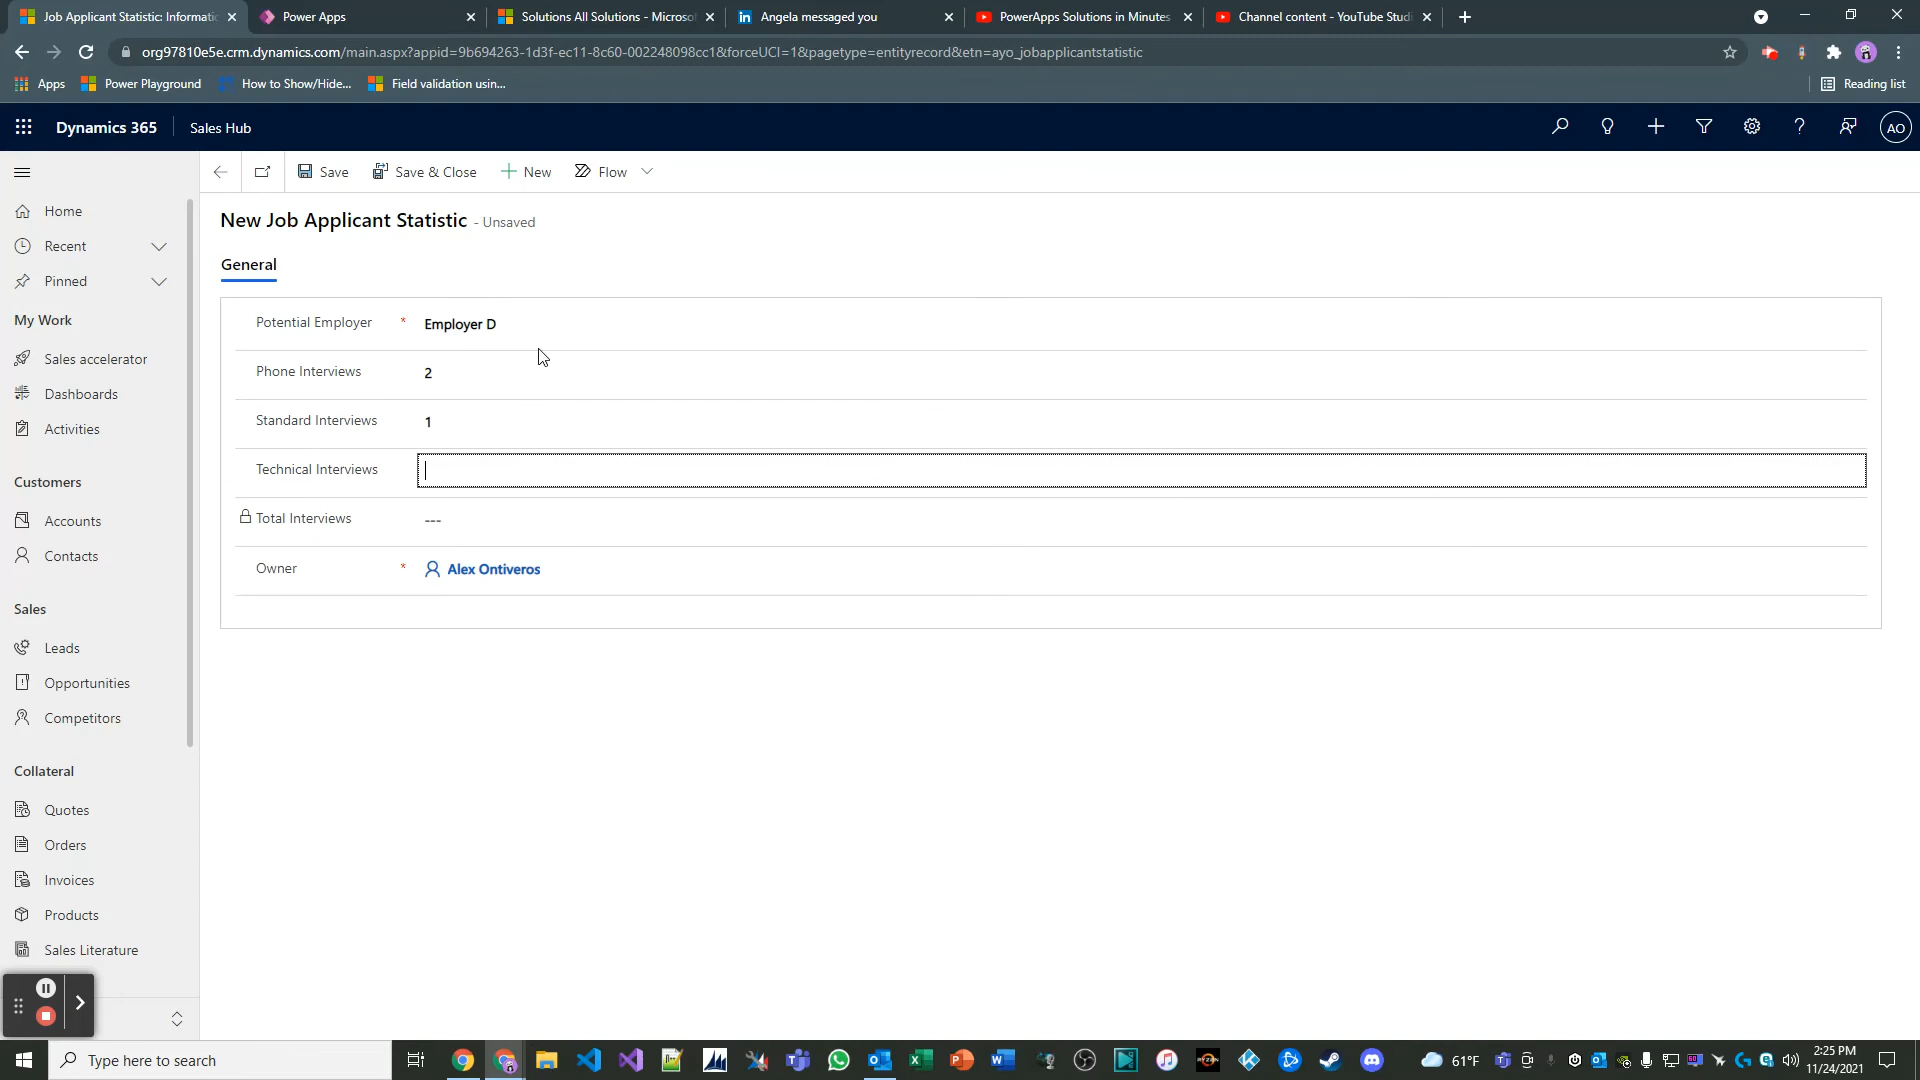 Job Applicant Statistic: Informatic
Power Apps
Solutions All Solutions - Microso
Angela messaged you
PowerApps Solutions in Minutes
Channel content - YouTube Studi
org97810e5e.crm.dynamics.com/main.aspx?appid=9b694263-1d3f-ec11-8c60-002248098cc1&forceUCI=1&pagetype=entityrecord&etn=ayo_jobapplicantstatistic
Apps
Power Playground
How to Show/Hide...
Field validation usin...
Reading list
Dynamics 365
Sales Hub
AO
Save
Save & Close
New
Flow
New Job Applicant Statistic - Unsaved
General
Home
Recent
Pinned
My Work
Sales accelerator
Dashboards
Activities
Customers
Accounts
Contacts
Sales
Leads
Opportunities
Competitors
Collateral
Quotes
Orders
Invoices
Products
Sales Literature
Potential Employer * Employer D
Phone Interviews 2
Standard Interviews 1
Technical Interviews
Total Interviews ---
Owner * Alex Ontiveros
Type here to search
61°F
2:25 PM
11/24/2021